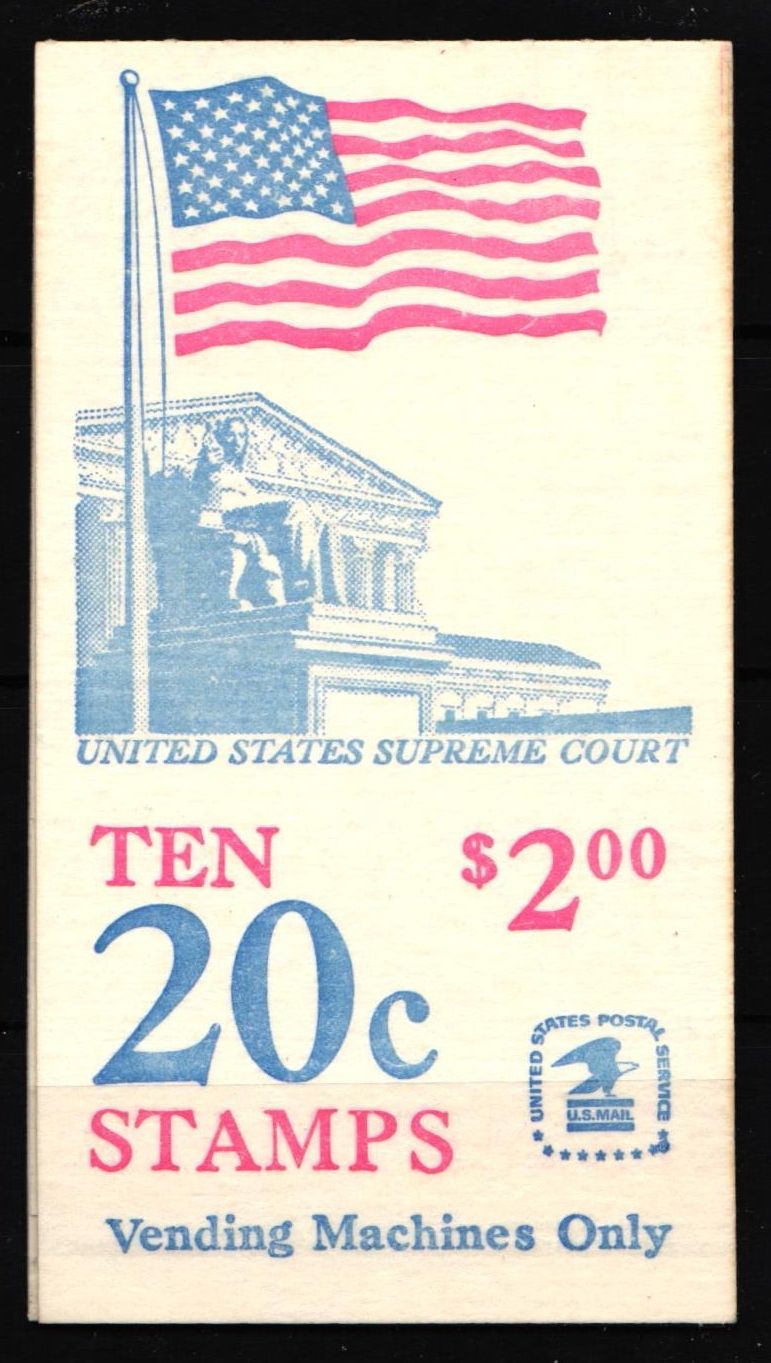 UNITED STATES SUPREME COURT
TEN $2.00
20c
STAMPS
UNITED STATES POSTAL SERVICE
U.S.MAIL
Vending Machines Only